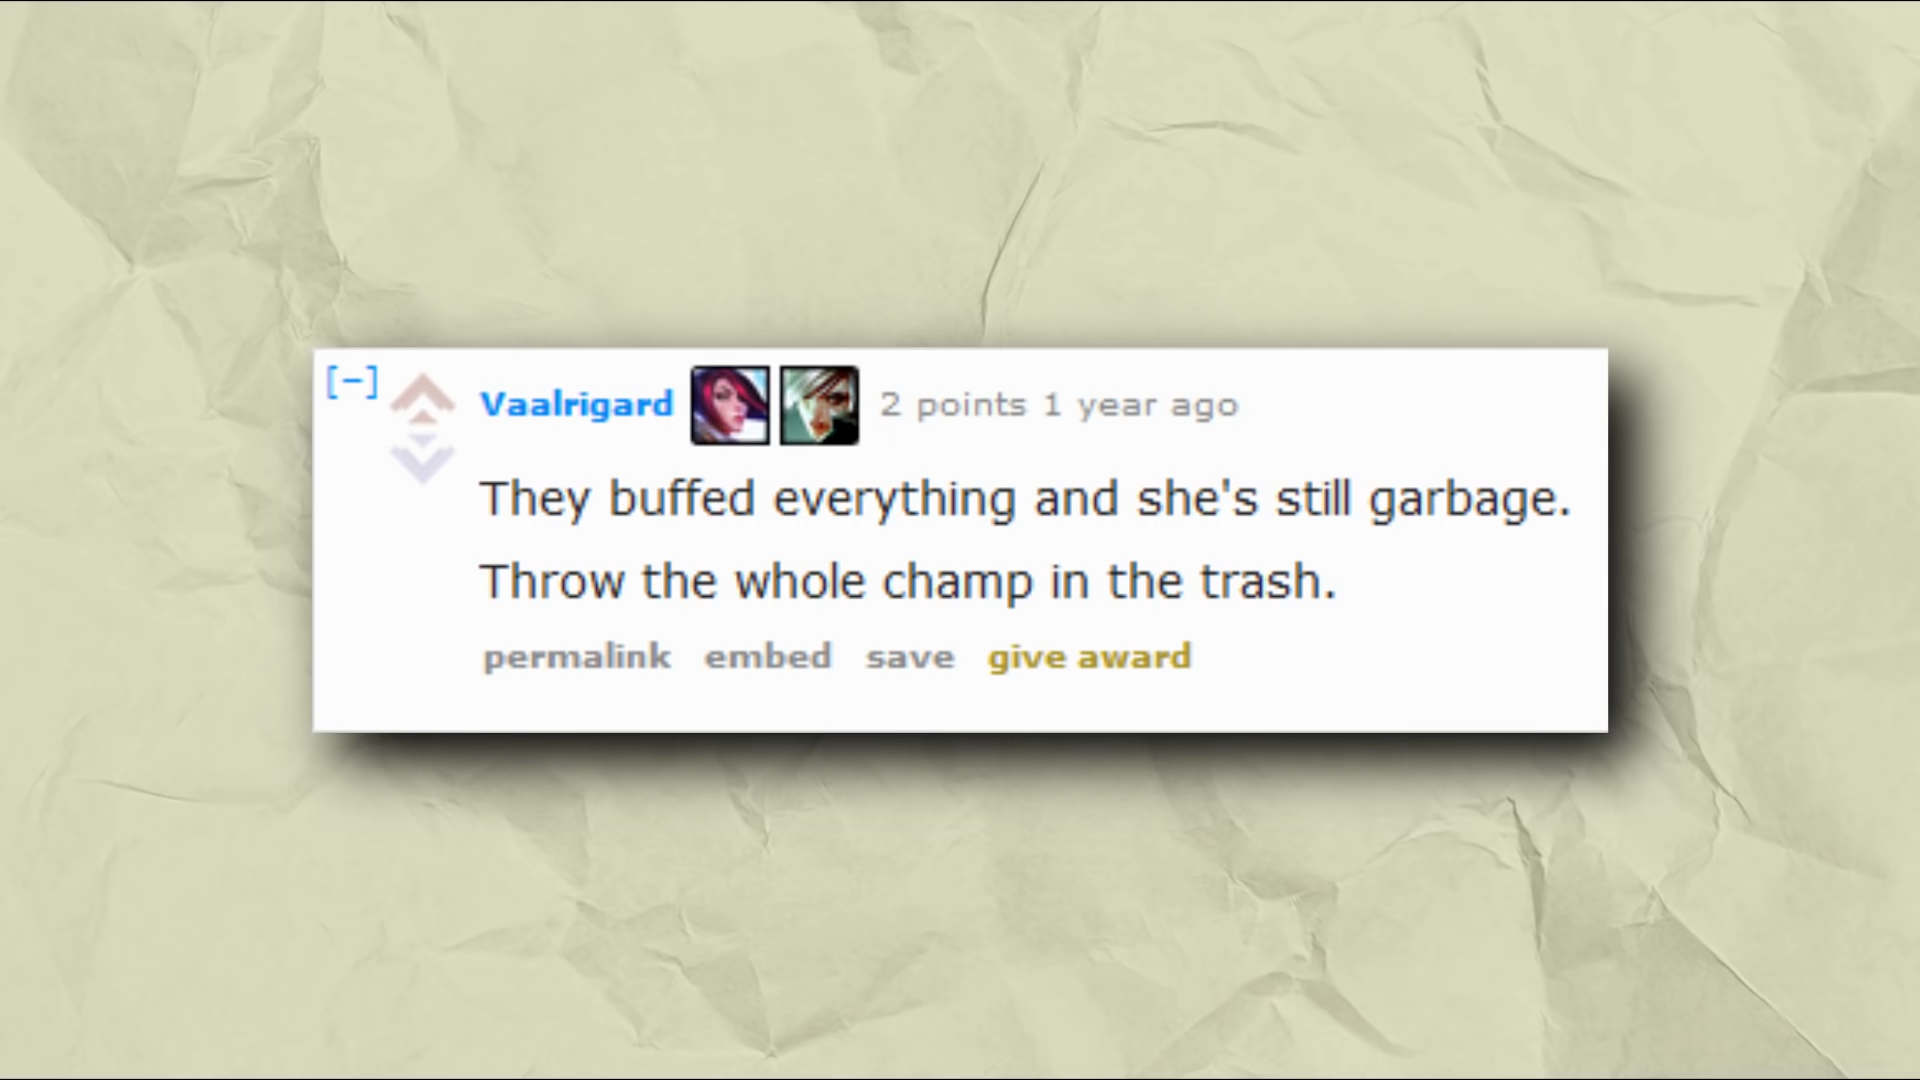 [−] Vaalrigard 2 points 1 year ago
They buffed everything and she's still garbage.
Throw the whole champ in the trash.
permalink embed save give award